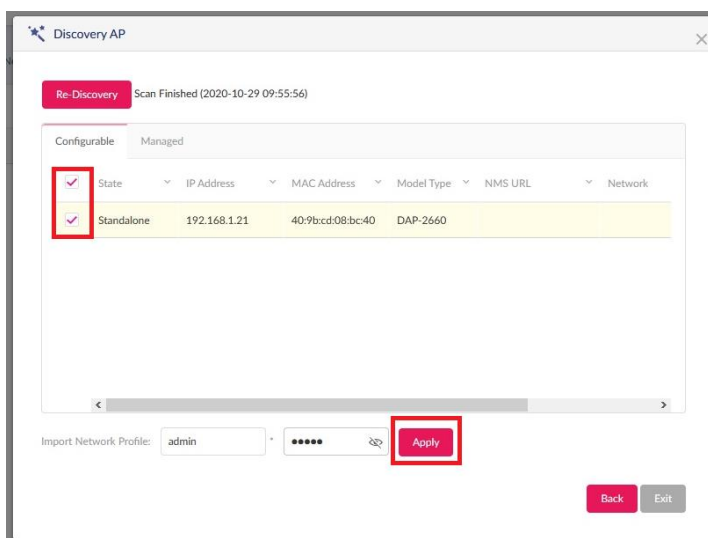 Discovery AP
Re-Discovery Scan Finished (2020-10-29 09:55:56)
Configurable Managed
State IP Address MAC Address Model Type NMS URL Network
Standalone 192.168.1.21 40:9b:cd:08:bc:40 DAP-2660
Import Network Profile: admin * ••••• Apply
Back Exit